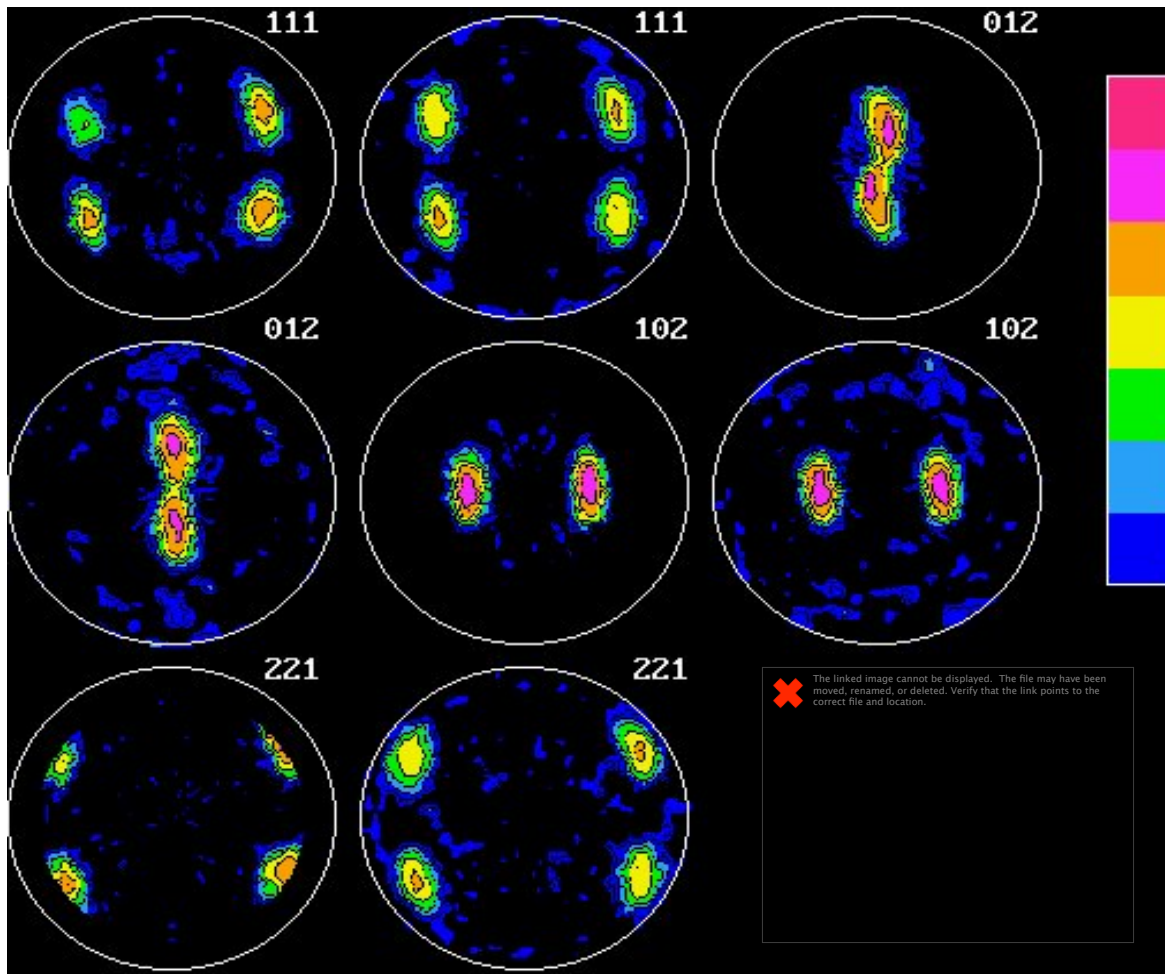 111
111
012
012
102
102
221
221
The linked image cannot be displayed. The file may have been
moved, renamed, or deleted. Verify that the link points to the
correct file and location.